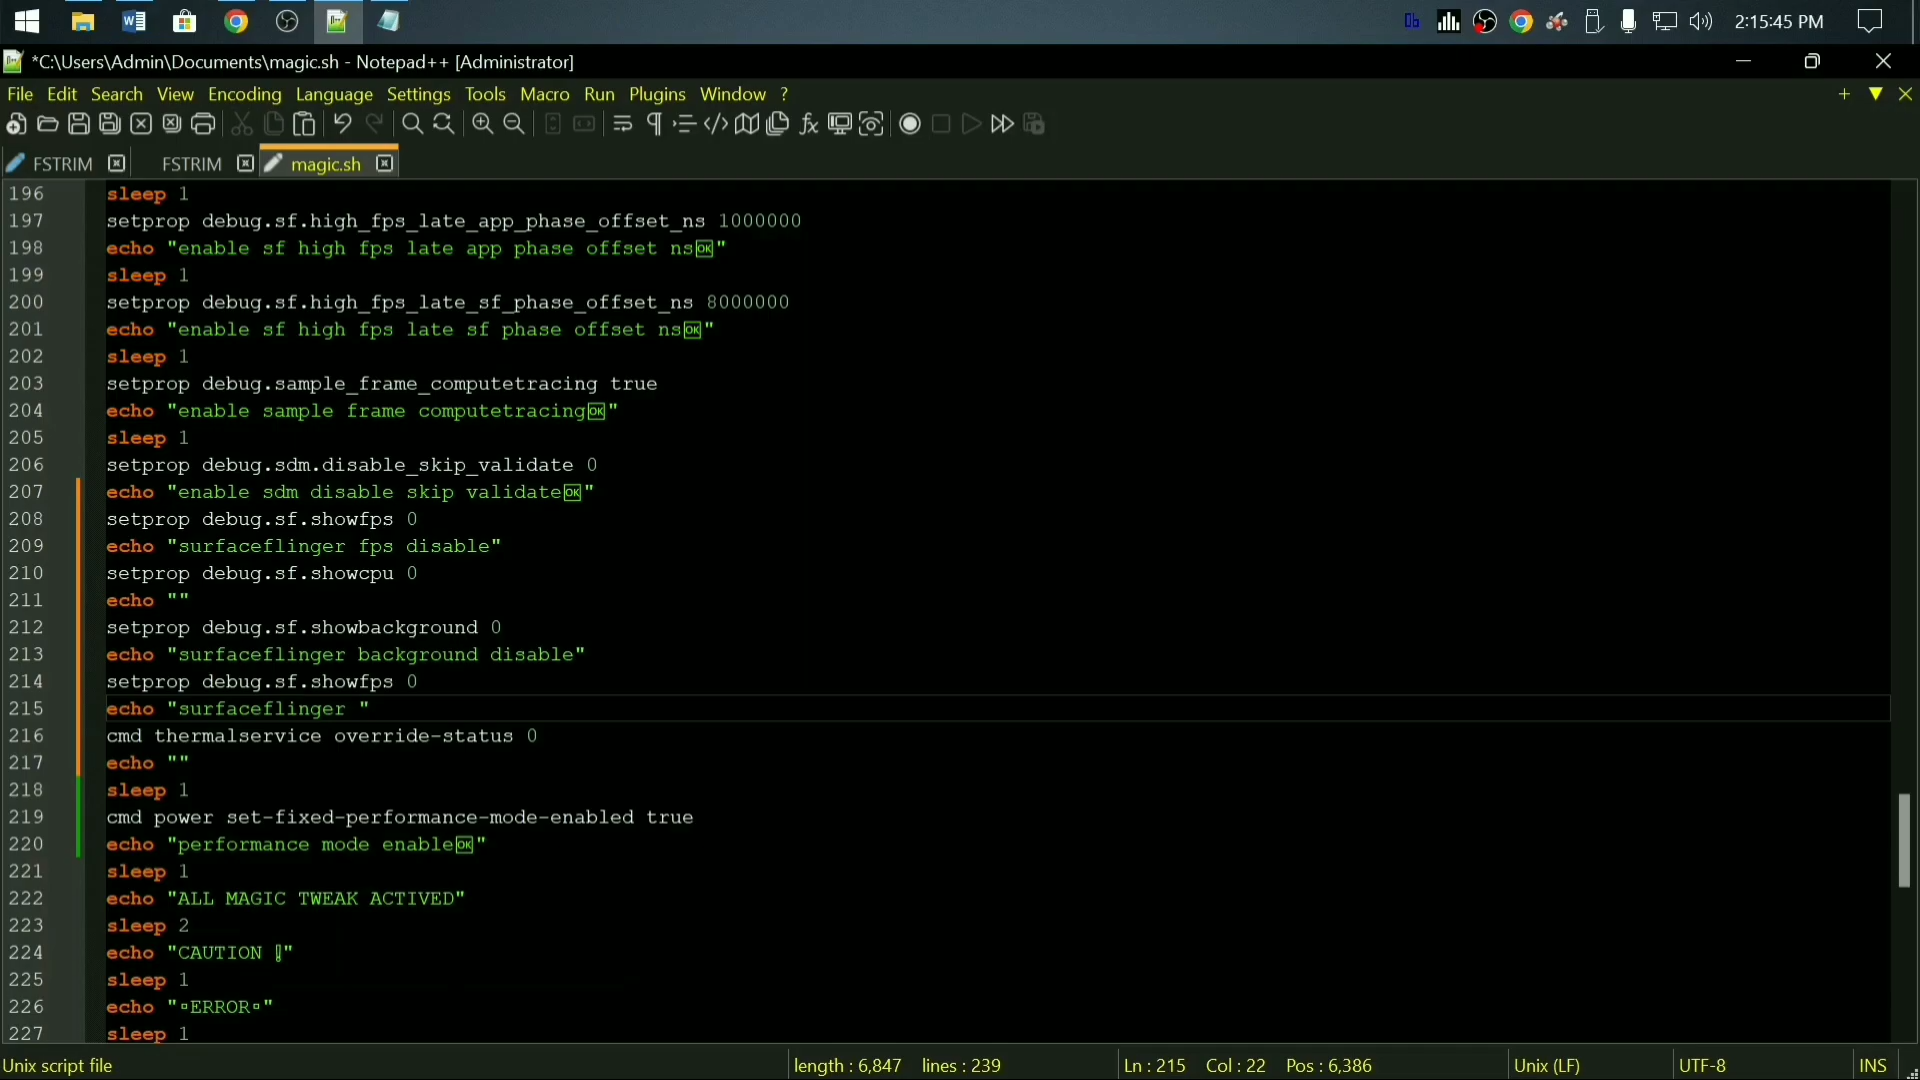 2:15:45 PM
*C:\Users\Admin\Documents\magic.sh - Notepad++ [Administrator]
File Edit Search View Encoding Language Settings Tools Macro Run Plugins Window ?
FSTRIM FSTRIM magic.sh
196 sleep 1
197 setprop debug.sf.high_fps_late_app_phase_offset_ns 1000000
198 echo "enable sf high fps late app phase offset ns🆗"
199 sleep 1
200 setprop debug.sf.high_fps_late_sf_phase_offset_ns 8000000
201 echo "enable sf high fps late sf phase offset ns🆗"
202 sleep 1
203 setprop debug.sample_frame_computetracing true
204 echo "enable sample frame computetracing🆗"
205 sleep 1
206 setprop debug.sdm.disable_skip_validate 0
207 echo "enable sdm disable skip validate🆗"
208 setprop debug.sf.showfps 0
209 echo "surfaceflinger fps disable"
210 setprop debug.sf.showcpu 0
211 echo ""
212 setprop debug.sf.showbackground 0
213 echo "surfaceflinger background disable"
214 setprop debug.sf.showfps 0
215 echo "surfaceflinger "
216 cmd thermalservice override-status 0
217 echo ""
218 sleep 1
219 cmd power set-fixed-performance-mode-enabled true
220 echo "performance mode enable🆗"
221 sleep 1
222 echo "ALL MAGIC TWEAK ACTIVED"
223 sleep 2
224 echo "CAUTION ❕"
225 sleep 1
226 echo "▫ERROR▫"
227 sleep 1
Unix script file length : 6,847 lines : 239 Ln : 215 Col : 22 Pos : 6,386 Unix (LF) UTF-8 INS